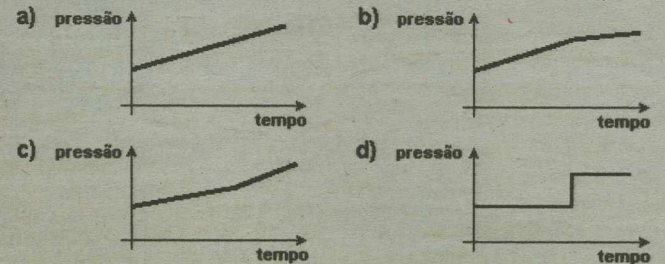 a) pressão
tempo
b) pressão
tempo
c) pressão
tempo
d) pressão
tempo